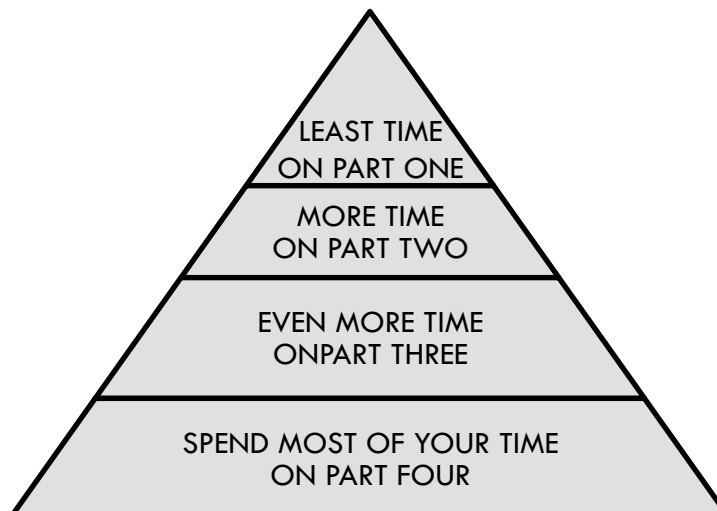 LEAST TIME
ON PART ONE
MORE TIME
ON PART TWO
EVEN MORE TIME
ONPART THREE
SPEND MOST OF YOUR TIME
ON PART FOUR